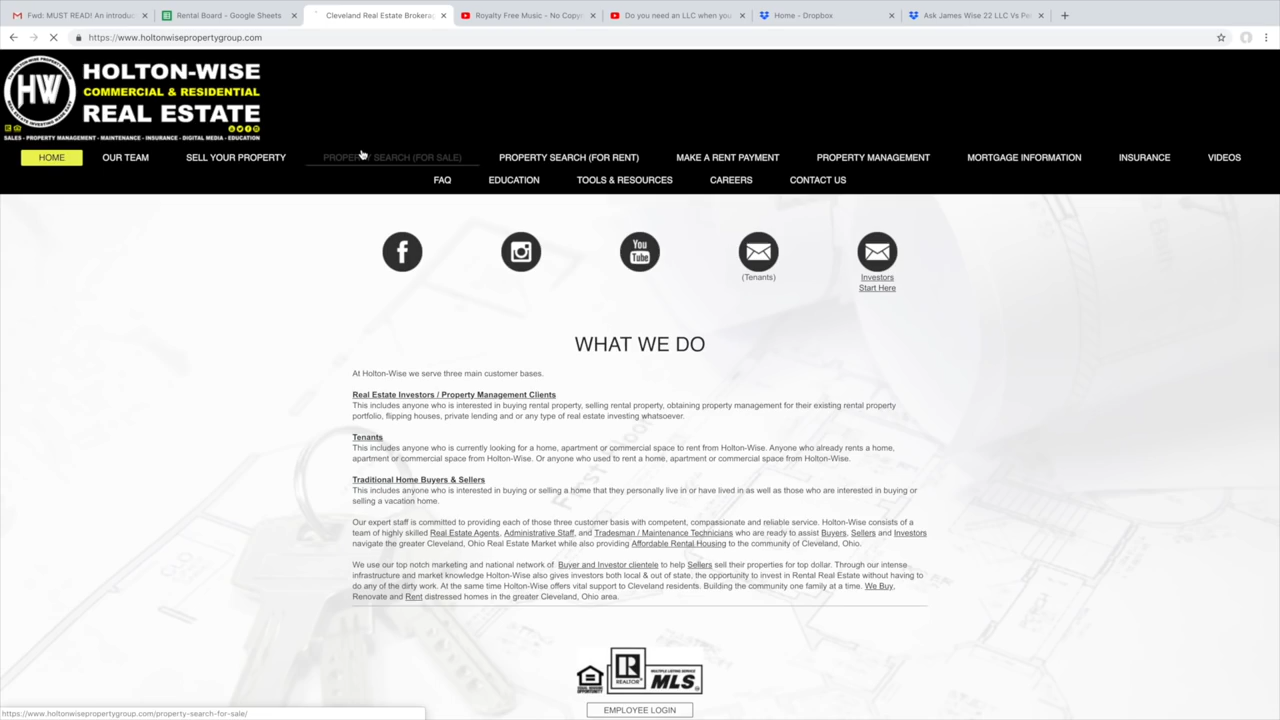 Fwd: MUST READ! An introduc
Rental Board - Google Sheets
Cleveland Real Estate Brokerag
Royalty Free Music - No Copyri
Do you need an LLC when you
Home - Dropbox
Ask James Wise 22 LLC Vs Pe
https://www.holtonwisepropertygroup.com
HW
HOLTON-WISE
COMMERCIAL & RESIDENTIAL
REAL ESTATE
SALES - PROPERTY MANAGEMENT - MAINTENANCE - INSURANCE - DIGITAL MEDIA - EDUCATION
HOME
OUR TEAM
SELL YOUR PROPERTY
PROPERTY SEARCH (FOR SALE)
PROPERTY SEARCH (FOR RENT)
MAKE A RENT PAYMENT
PROPERTY MANAGEMENT
MORTGAGE INFORMATION
INSURANCE
VIDEOS
FAQ
EDUCATION
TOOLS & RESOURCES
CAREERS
CONTACT US
You
Tube
(Tenants)
Investors
Start Here
WHAT WE DO
At Holton-Wise we serve three main customer bases.
Real Estate Investors / Property Management Clients
This includes anyone who is interested in buying rental property, selling rental property, obtaining property management for their existing rental property
portfolio, flipping houses, private lending and or any type of real estate investing whatsoever.
Tenants
This includes anyone who is currently looking for a home, apartment or commercial space to rent from Holton-Wise. Anyone who already rents a home,
apartment or commercial space from Holton-Wise. Or anyone who used to rent a home, apartment or commercial space from Holton-Wise.
Traditional Home Buyers & Sellers
This includes anyone who is interested in buying or selling a home that they personally live in or have lived in as well as those who are interested in buying or
selling a vacation home.
Our expert staff is committed to providing each of those three customer basis with competent, compassionate and reliable service. Holton-Wise consists of a
team of highly skilled Real Estate Agents, Administrative Staff, and Tradesman / Maintenance Technicians who are ready to assist Buyers, Sellers and Investors
navigate the greater Cleveland, Ohio Real Estate Market while also providing Affordable Rental Housing to the community of Cleveland, Ohio.
We use our top notch marketing and national network of Buyer and Investor clientele to help Sellers sell their properties for top dollar. Through our intense
infrastructure and market knowledge Holton-Wise also gives investors both local & out of state, the opportunity to invest in Rental Real Estate without having to
do any of the dirty work. At the same time Holton-Wise offers vital support to Cleveland residents. Building the community one family at a time. We Buy,
Renovate and Rent distressed homes in the greater Cleveland, Ohio area.
EQUAL HOUSING
OPPORTUNITY
R
REALTOR
MULTIPLE LISTING SERVICE
MLS
EMPLOYEE LOGIN
https://www.holtonwisepropertygroup.com/property-search-for-sale/